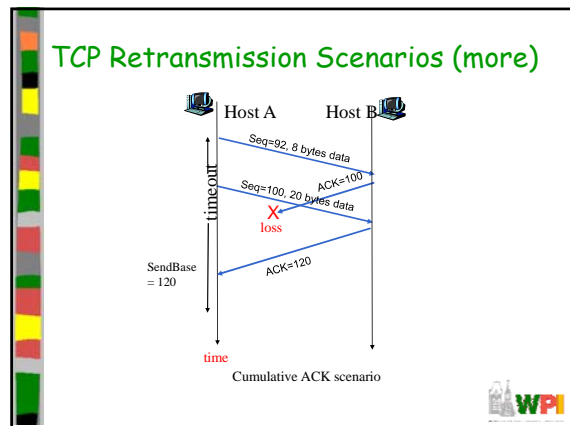 TCP Retransmission Scenarios (more)
Host A
Host B
Seq=92, 8 bytes data
ACK=100
timeout
Seq=100, 20 bytes data
X
loss
ACK=120
SendBase
= 120
time
Cumulative ACK scenario
WPI